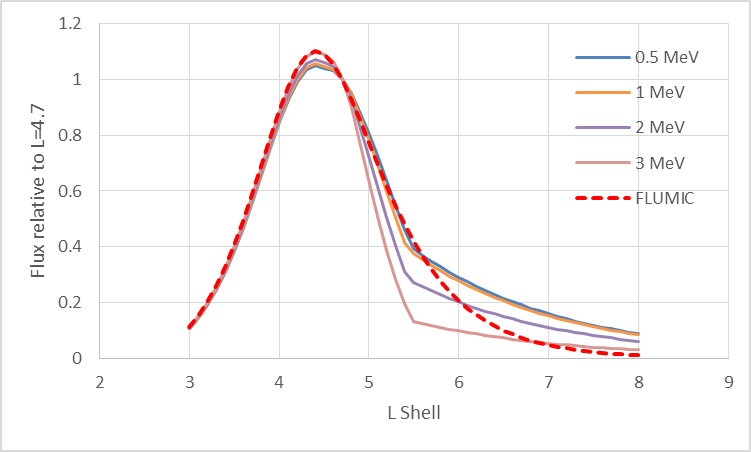 1.2
1
0.8
0.6
0.4
0.2
0
Flux relative to L=4.7
2 3 4 5 6 7 8 9
L Shell
0.5 MeV
1 MeV
2 MeV
3 MeV
FLUMIC